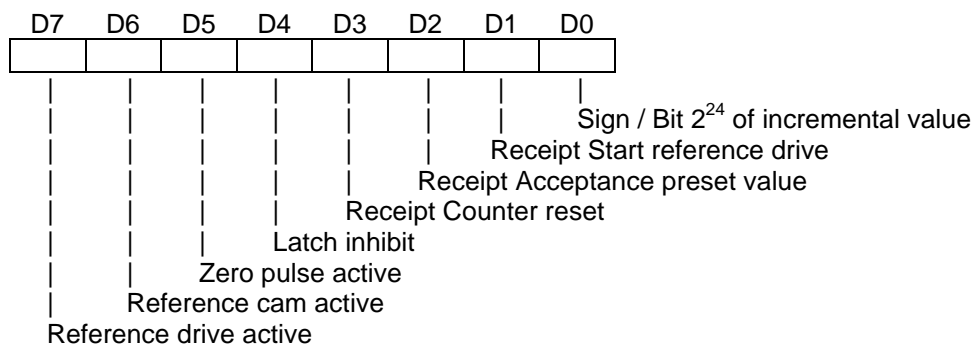 D7 D6 D5 D4 D3 D2 D1 D0
Sign / Bit 2^24 of incremental value
Receipt Start reference drive
Receipt Acceptance preset value
Receipt Counter reset
Latch inhibit
Zero pulse active
Reference cam active
Reference drive active